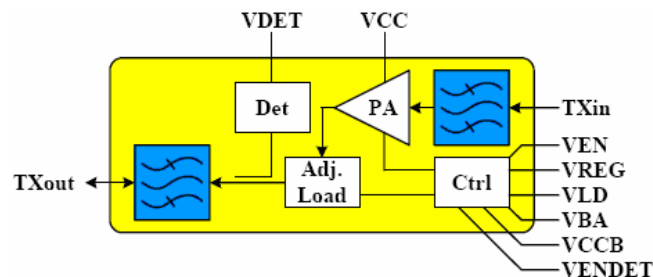 VDET
VCC
Det
PA
TXin
VEN
VREG
TXout
Adj.
Load
Ctrl
VLD
VBA
VCCB
VENDET